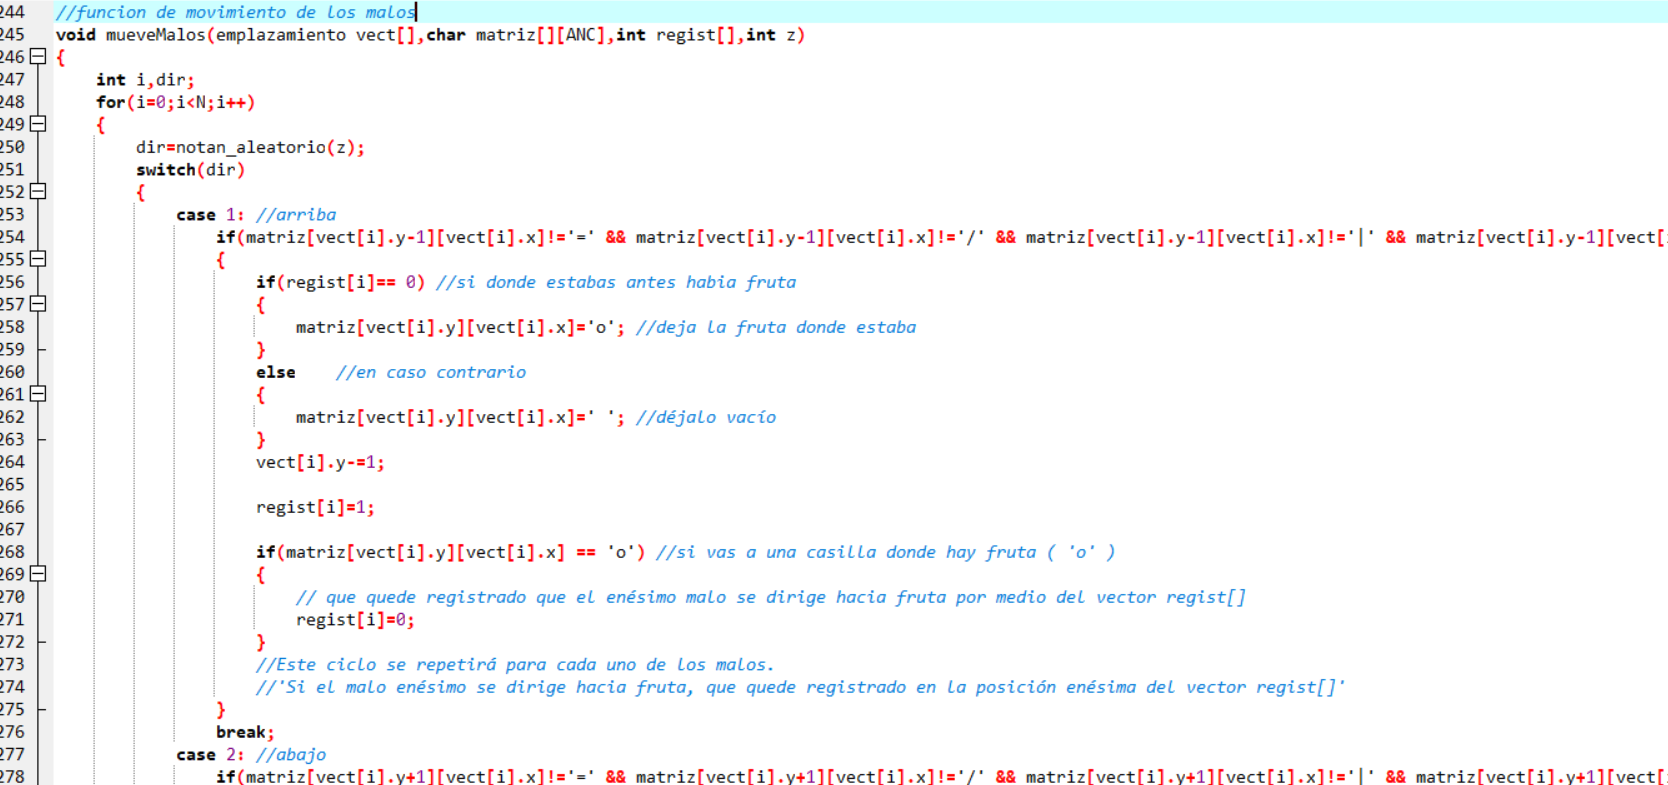 244 //funcion de movimiento de los malos
245 void mueveMalos(emplazamiento vect[],char matriz[][ANC],int regist[],int z)
246 {
247 int i,dir;
248 for(i=0;i<N;i++)
249 {
250 dir=notan_aleatorio(z);
251 switch(dir)
252 {
253 case 1: //arriba
254 if(matriz[vect[i].y-1][vect[i].x]!='=' && matriz[vect[i].y-1][vect[i].x]!='/' && matriz[vect[i].y-1][vect[i].x]!='|' && matriz[vect[i].y-1][vect[
255 {
256 if(regist[i]== 0) //si donde estabas antes habia fruta
257 {
258 matriz[vect[i].y][vect[i].x]='o'; //deja la fruta donde estaba
259 }
260 else //en caso contrario
261 {
262 matriz[vect[i].y][vect[i].x]=' '; //déjalo vacío
263 }
264 vect[i].y-=1;
265
266 regist[i]=1;
267
268 if(matriz[vect[i].y][vect[i].x] == 'o') //si vas a una casilla donde hay fruta ( 'o' )
269 {
270 // que quede registrado que el enésimo malo se dirige hacia fruta por medio del vector regist[]
271 regist[i]=0;
272 }
273 //Este ciclo se repetirá para cada uno de los malos.
274 //'Si el malo enésimo se dirige hacia fruta, que quede registrado en la posición enésima del vector regist[]'
275 }
276 break;
277 case 2: //abajo
278 if(matriz[vect[i].y+1][vect[i].x]!='=' && matriz[vect[i].y+1][vect[i].x]!='/' && matriz[vect[i].y+1][vect[i].x]!='|' && matriz[vect[i].y+1][vect[